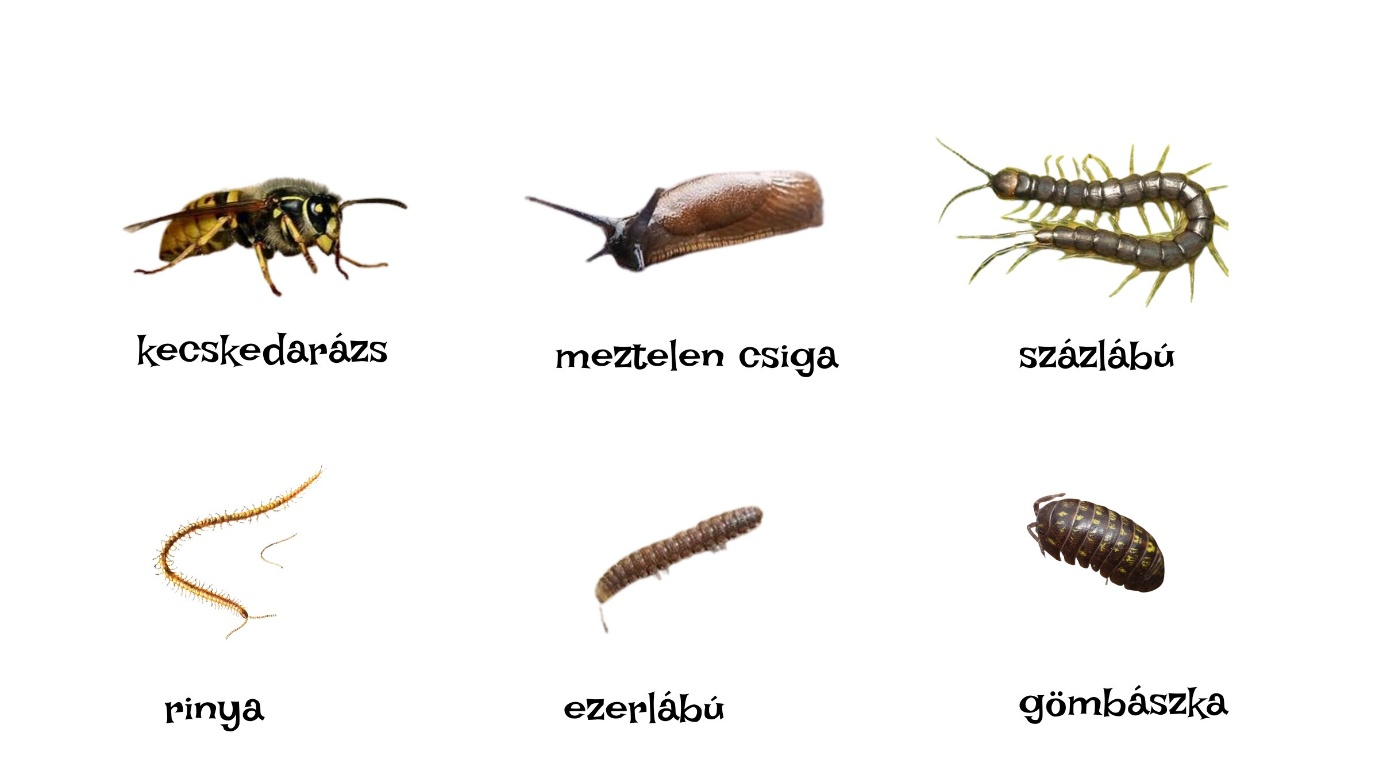 kecskedarázs
meztelen csiga
százlábú
rinya
ezerlábú
gömbászka